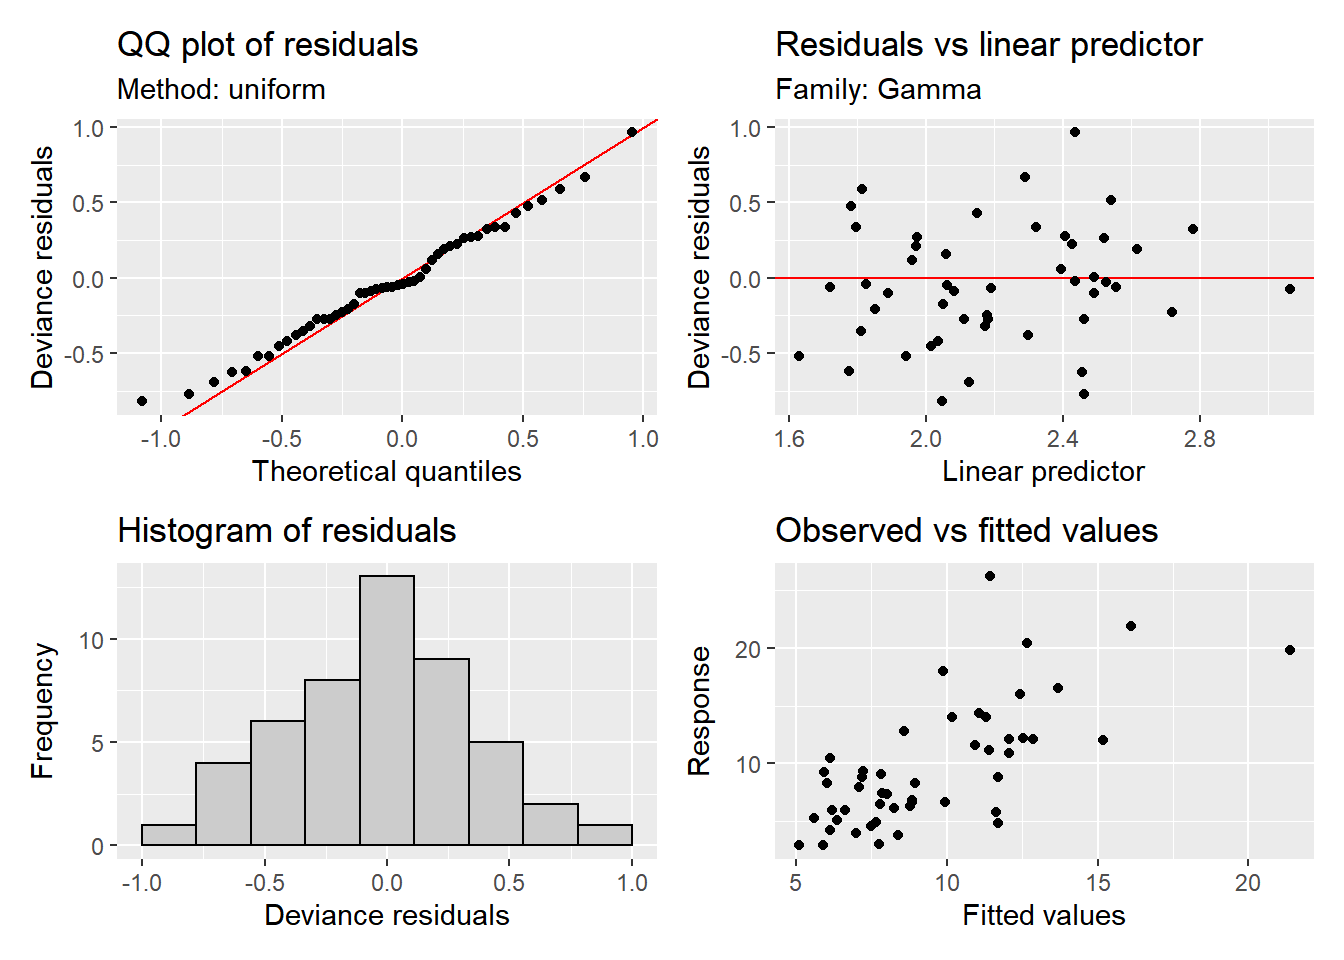 QQ plot of residuals
Method: uniform
1.0
0.5
0.0
-0.5
Deviance residuals
-1.0
-0.5
0.0
0.5
1.0
Theoretical quantiles
Residuals vs linear predictor
Family: Gamma
1.0
0.5
0.0
-0.5
Deviance residuals
1.6
2.0
2.4
2.8
Linear predictor
Histogram of residuals
10
5
0
Frequency
-1.0
-0.5
0.0
0.5
1.0
Deviance residuals
Observed vs fitted values
20
10
Response
5
10
15
20
Fitted values